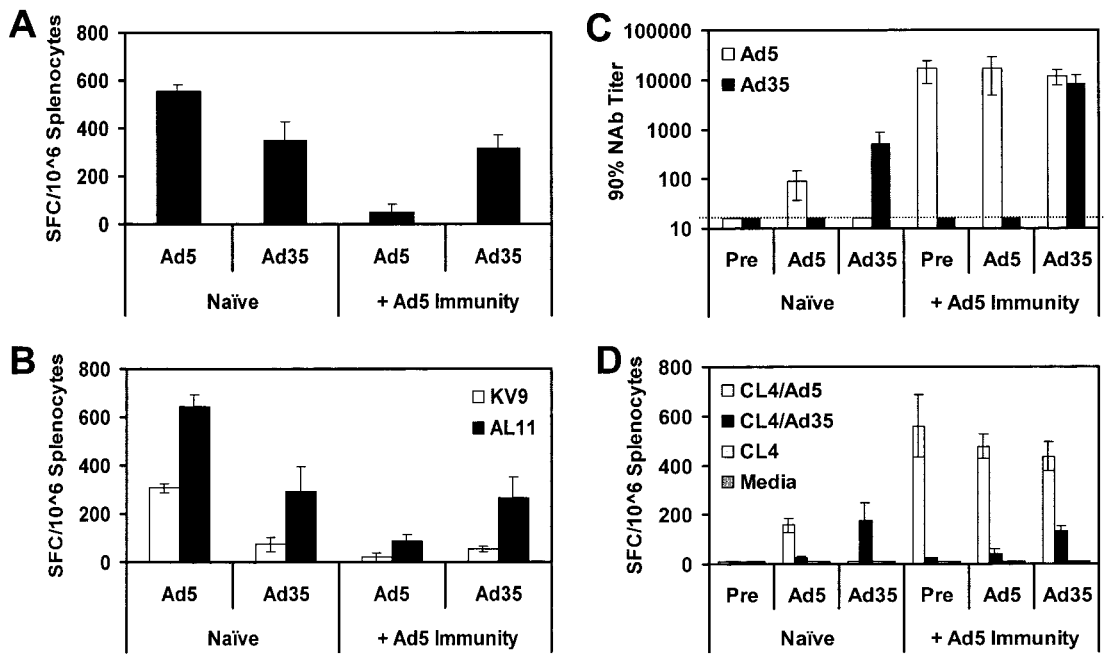 A
SFC/10^6 Splenocytes
800
600
400
200
0
Ad5
Ad35
Ad5
Ad35
Naïve
+ Ad5 Immunity
B
SFC/10^6 Splenocytes
800
600
400
200
0
KV9
AL11
Ad5
Ad35
Ad5
Ad35
Naïve
+ Ad5 Immunity
C
90% NAb Titer
100000
10000
1000
100
10
Ad5
Ad35
Pre
Ad5
Ad35
Pre
Ad5
Ad35
Naïve
+ Ad5 Immunity
D
SFC/10^6 Splenocytes
800
600
400
200
0
CL4/Ad5
CL4/Ad35
CL4
Media
Pre
Ad5
Ad35
Pre
Ad5
Ad35
Naïve
+ Ad5 Immunity